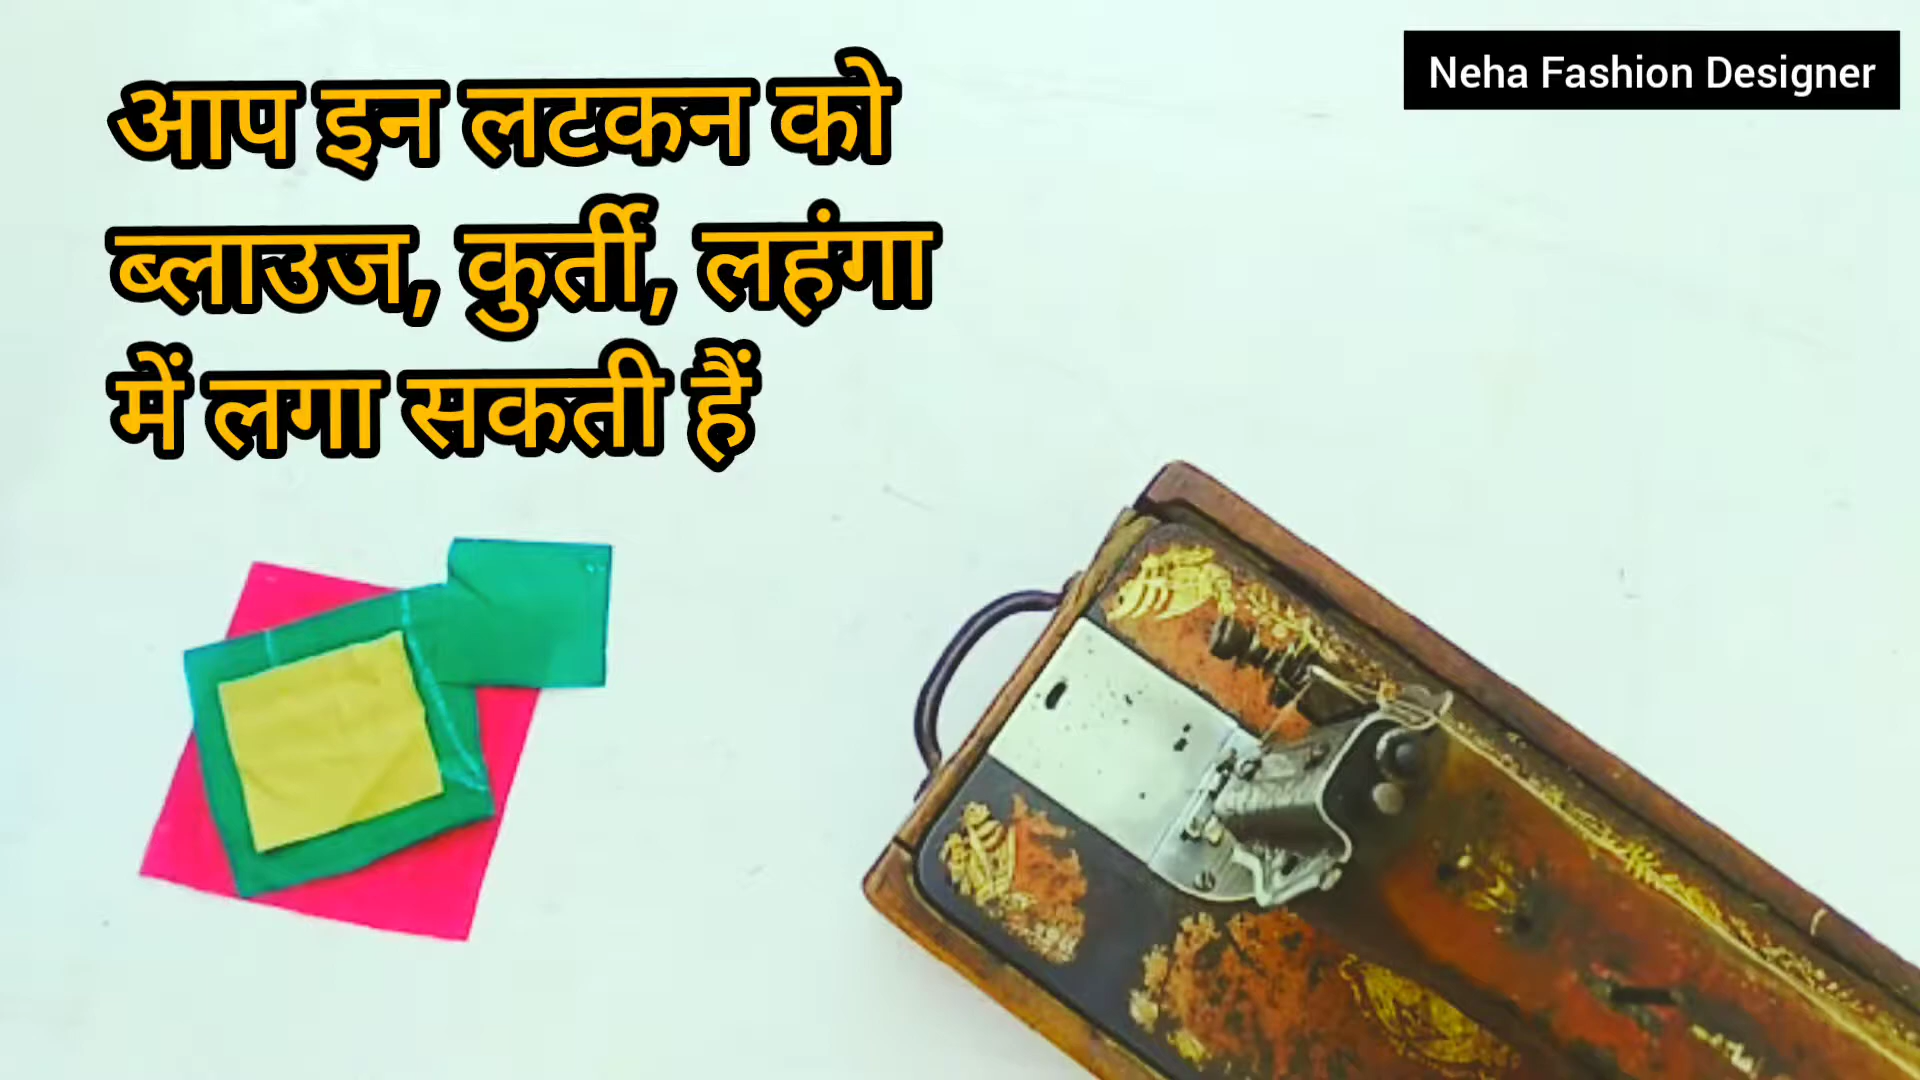 आप इन लटकन को
ब्लाउज, कुर्ती, लहंगा
में लगा सकती हैं
Neha Fashion Designer